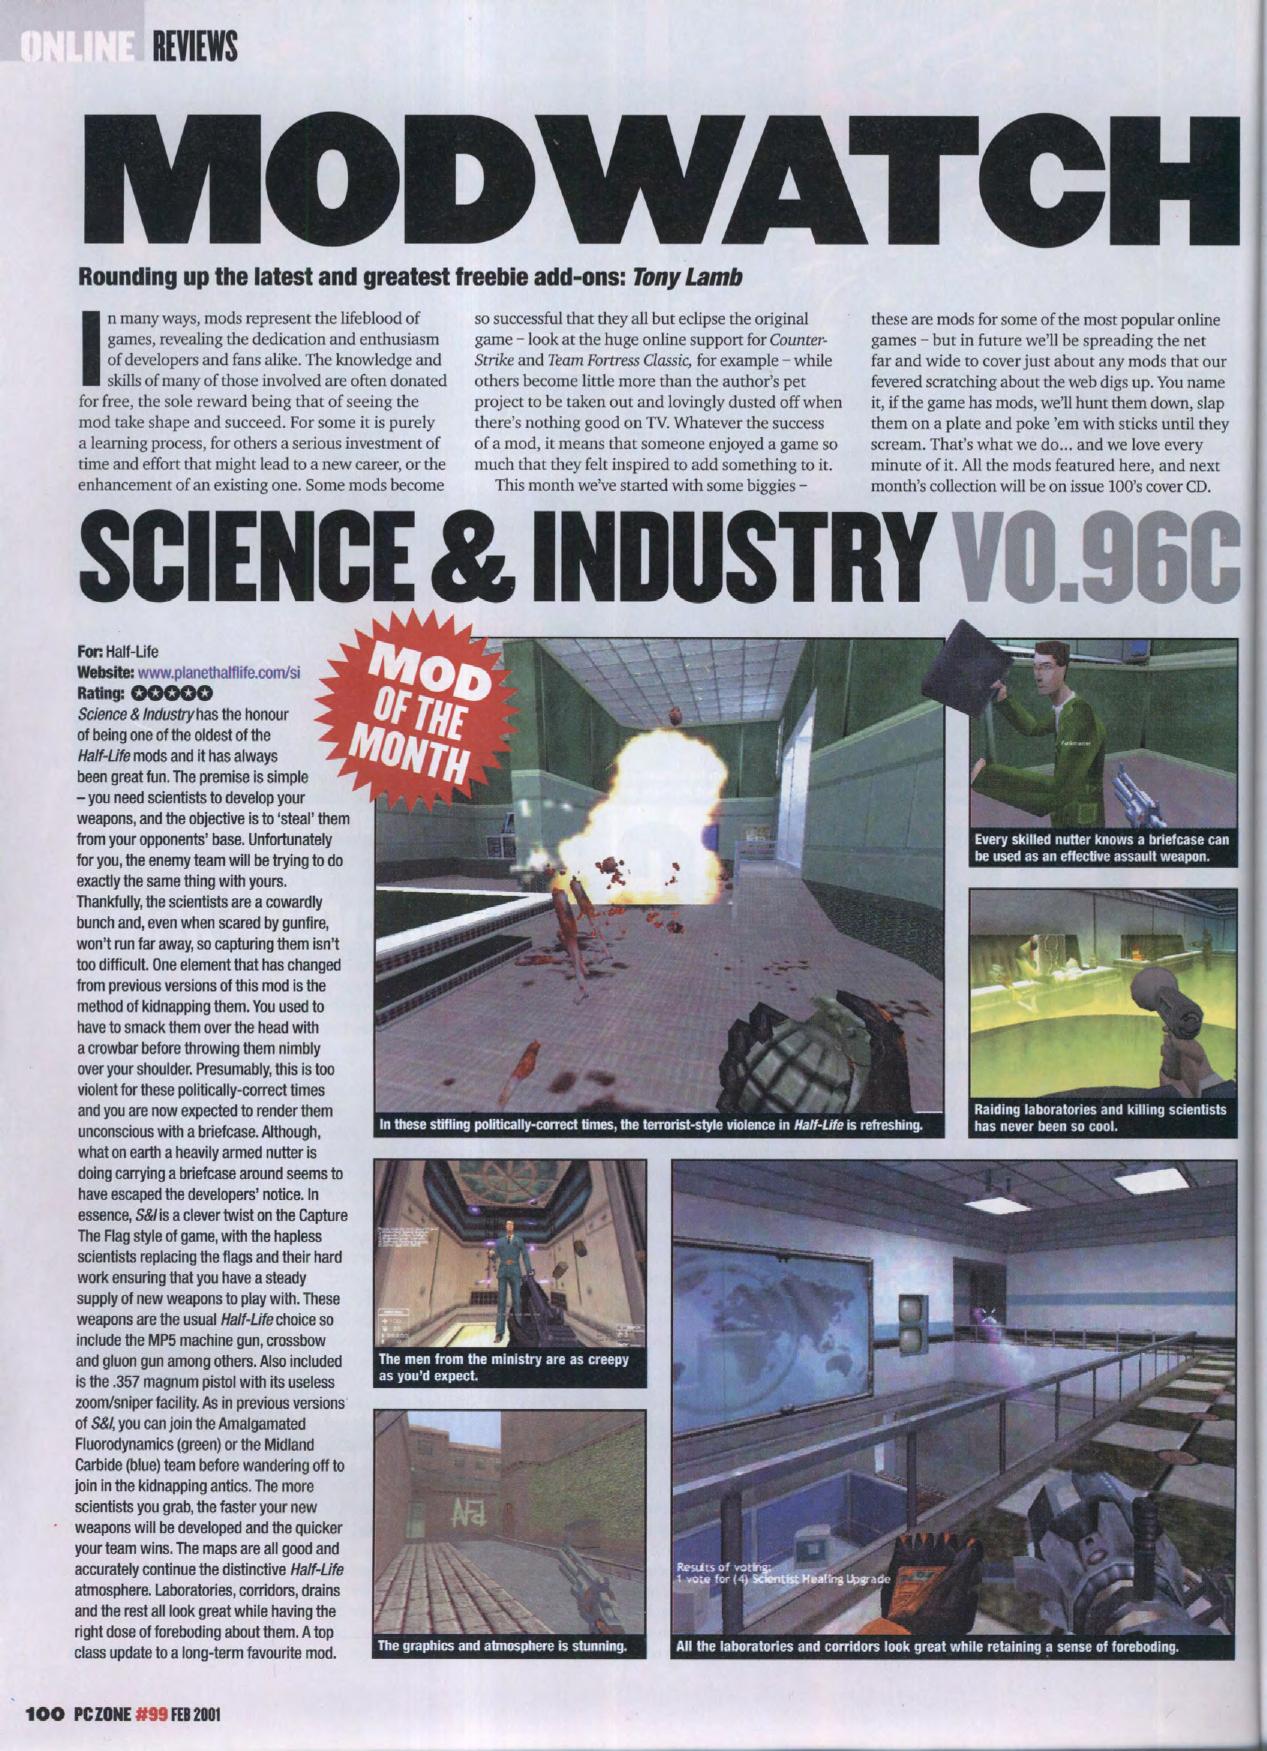 ONLINE REVIEWS
MODWATCH
Rounding up the latest and greatest freebie add-ons: Tony Lamb
In many ways, mods represent the lifeblood of
games, revealing the dedication and enthusiasm
of developers and fans alike. The knowledge and
skills of many of those involved are often donated
for free, the sole reward being that of seeing the
mod take shape and succeed. For some it is purely
a learning process, for others a serious investment of
time and effort that might lead to a new career, or the
enhancement of an existing one. Some mods become
so successful that they all but eclipse the original
game – look at the huge online support for Counter-
Strike and Team Fortress Classic, for example – while
others become little more than the author's pet
project to be taken out and lovingly dusted off when
there's nothing good on TV. Whatever the success
of a mod, it means that someone enjoyed a game so
much that they felt inspired to add something to it.
This month we've started with some biggies –
these are mods for some of the most popular online
games – but in future we'll be spreading the net
far and wide to cover just about any mods that our
fevered scratching about the web digs up. You name
it, if the game has mods, we'll hunt them down, slap
them on a plate and poke 'em with sticks until they
scream. That's what we do... and we love every
minute of it. All the mods featured here, and next
month's collection will be on issue 100's cover CD.
SCIENCE & INDUSTRY V0.96C
For: Half-Life
Website: www.planethalflife.com/si
Rating: ✪✪✪✪✪
Science & Industry has the honour
of being one of the oldest of the
Half-Life mods and it has always
been great fun. The premise is simple
– you need scientists to develop your
weapons, and the objective is to 'steal' them
from your opponents' base. Unfortunately
for you, the enemy team will be trying to do
exactly the same thing with yours.
Thankfully, the scientists are a cowardly
bunch and, even when scared by gunfire,
won't run far away, so capturing them isn't
too difficult. One element that has changed
from previous versions of this mod is the
method of kidnapping them. You used to
have to smack them over the head with
a crowbar before throwing them nimbly
over your shoulder. Presumably, this is too
violent for these politically-correct times
and you are now expected to render them
unconscious with a briefcase. Although,
what on earth a heavily armed nutter is
doing carrying a briefcase around seems to
have escaped the developers' notice. In
essence, S&I is a clever twist on the Capture
The Flag style of game, with the hapless
scientists replacing the flags and their hard
work ensuring that you have a steady
supply of new weapons to play with. These
weapons are the usual Half-Life choice so
include the MP5 machine gun, crossbow
and gluon gun among others. Also included
is the .357 magnum pistol with its useless
zoom/sniper facility. As in previous versions
of S&I, you can join the Amalgamated
Fluorodynamics (green) or the Midland
Carbide (blue) team before wandering off to
join in the kidnapping antics. The more
scientists you grab, the faster your new
weapons will be developed and the quicker
your team wins. The maps are all good and
accurately continue the distinctive Half-Life
atmosphere. Laboratories, corridors, drains
and the rest all look great while having the
right dose of foreboding about them. A top
class update to a long-term favourite mod.
MOD
OF THE
MONTH
In these stifling politically-correct times, the terrorist-style violence in Half-Life is refreshing.
Every skilled nutter knows a briefcase can
be used as an effective assault weapon.
Raiding laboratories and killing scientists
has never been so cool.
The men from the ministry are as creepy
as you'd expect.
The graphics and atmosphere is stunning.
Results of voting:
1 vote for (4) Scientist Healing Upgrade
All the laboratories and corridors look great while retaining a sense of foreboding.
100 PCZONE #99 FEB 2001